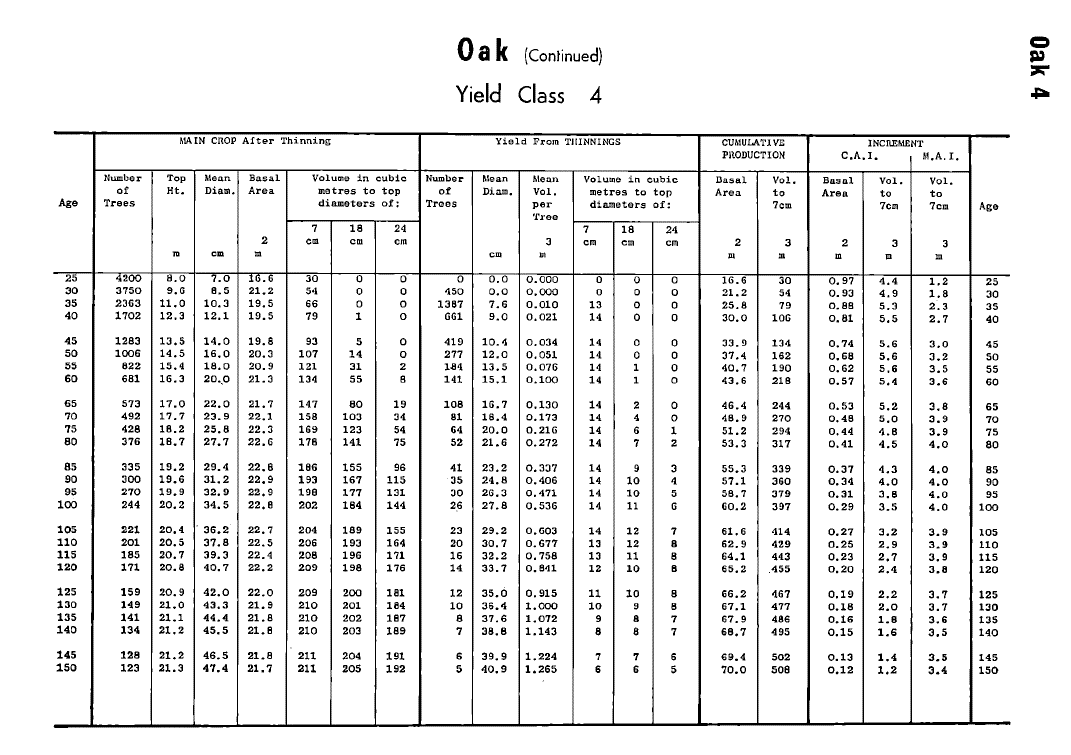 Oak (Continued)
Oak 4
Yield Class 4
MAIN CROP After Thinning Yield From THINNINGS CUMULATIVE PRODUCTION INCREMENT
C.A.I. M.A.I.
Age Number of Trees Top Ht. m Mean Diam. cm Basal Area m 2 Volume in cubic metres to top diameters of: 7 cm 18 cm 24 cm Number of Trees Mean Diam. cm Mean Vol. per Tree m 3 Volume in cubic metres to top diameters of: 7 cm 18 cm 24 cm Basal Area m 2 Vol. to 7cm m 3 Basal Area m 2 Vol. to 7cm m 3 Vol. to 7cm m 3 Age
25 4200 8.0 7.0 16.6 30 0 0 0 0.0 0.000 0 0 0 16.6 30 0.97 4.4 1.2 25
30 3750 9.6 8.5 21.2 54 0 0 450 0.0 0.000 0 0 0 21.2 54 0.93 4.9 1.8 30
35 2363 11.0 10.3 19.5 66 0 0 1387 7.6 0.010 13 0 0 25.8 79 0.88 5.3 2.3 35
40 1702 12.3 12.1 19.5 79 1 0 661 9.0 0.021 14 0 0 30.0 106 0.81 5.5 2.7 40
45 1283 13.5 14.0 19.8 93 5 0 419 10.4 0.034 14 0 0 33.9 134 0.74 5.6 3.0 45
50 1006 14.5 16.0 20.3 107 14 0 277 12.0 0.051 14 0 0 37.4 162 0.68 5.6 3.2 50
55 822 15.4 18.0 20.9 121 31 2 184 13.5 0.076 14 1 0 40.7 190 0.62 5.6 3.5 55
60 681 16.3 20.0 21.3 134 55 8 141 15.1 0.100 14 1 0 43.6 218 0.57 5.4 3.6 60
65 573 17.0 22.0 21.7 147 80 19 108 16.7 0.130 14 2 0 46.4 244 0.53 5.2 3.8 65
70 492 17.7 23.9 22.1 158 103 34 81 18.4 0.173 14 4 0 48.9 270 0.48 5.0 3.9 70
75 428 18.2 25.8 22.3 169 123 54 64 20.0 0.216 14 6 1 51.2 294 0.44 4.8 3.9 75
80 376 18.7 27.7 22.6 178 141 75 52 21.6 0.272 14 7 2 53.3 317 0.41 4.5 4.0 80
85 335 19.2 29.4 22.8 186 155 96 41 23.2 0.337 14 9 3 55.3 339 0.37 4.3 4.0 85
90 300 19.6 31.2 22.9 193 167 115 35 24.8 0.406 14 10 4 57.1 360 0.34 4.0 4.0 90
95 270 19.9 32.9 22.9 198 177 131 30 26.3 0.471 14 10 5 58.7 379 0.31 3.8 4.0 95
100 244 20.2 34.5 22.8 202 184 144 26 27.8 0.536 14 11 6 60.2 397 0.29 3.5 4.0 100
105 221 20.4 36.2 22.7 204 189 155 23 29.2 0.603 14 12 7 61.6 414 0.27 3.2 3.9 105
110 201 20.5 37.8 22.5 206 193 164 20 30.7 0.677 13 12 8 62.9 429 0.25 2.9 3.9 110
115 185 20.7 39.3 22.4 208 196 171 16 32.2 0.758 13 11 8 64.1 443 0.23 2.7 3.9 115
120 171 20.8 40.7 22.2 209 198 176 14 33.7 0.841 12 10 8 65.2 455 0.20 2.4 3.8 120
125 159 20.9 42.0 22.0 209 200 181 12 35.0 0.915 11 10 8 66.2 467 0.19 2.2 3.7 125
130 149 21.0 43.3 21.9 210 201 184 10 36.4 1.000 10 9 8 67.1 477 0.18 2.0 3.7 130
135 141 21.1 44.4 21.8 210 202 187 8 37.6 1.072 9 8 7 67.9 486 0.16 1.8 3.6 135
140 134 21.2 45.5 21.8 210 203 189 7 38.8 1.143 8 8 7 68.7 495 0.15 1.6 3.5 140
145 128 21.2 46.5 21.8 211 204 191 6 39.9 1.224 7 7 6 69.4 502 0.13 1.4 3.5 145
150 123 21.3 47.4 21.7 211 205 192 5 40.9 1.265 6 6 5 70.0 508 0.12 1.2 3.4 150